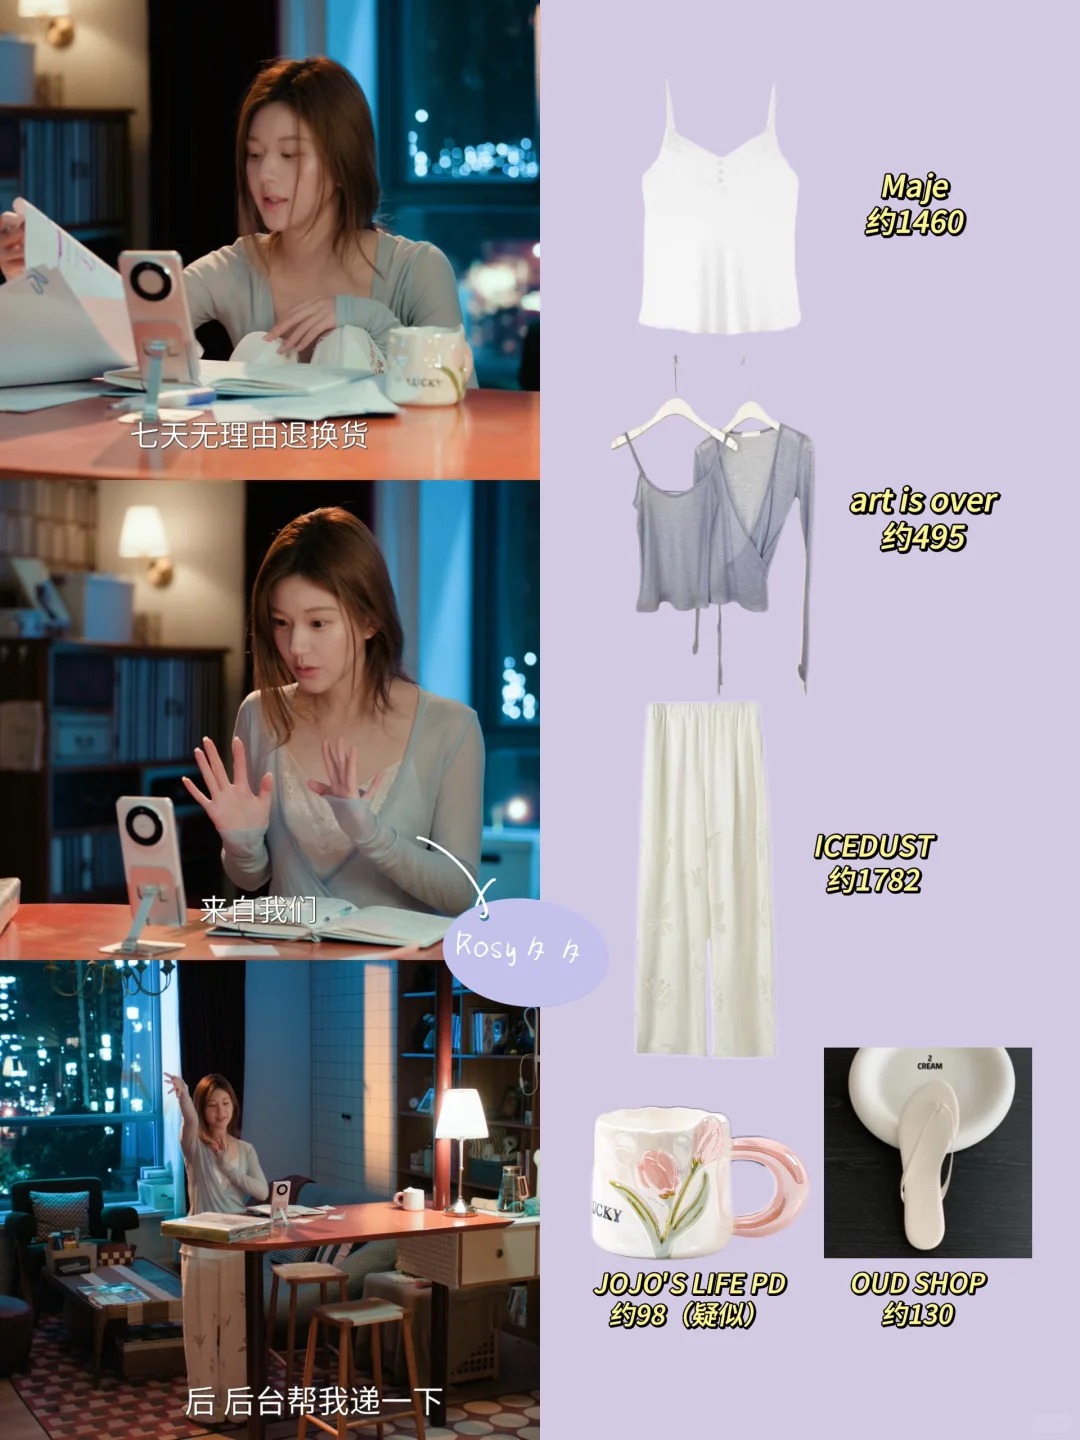 LUCKY
七天无理由退换货
来自我们
Rosy夕夕
后 后台帮我递一下
Maje
约1460
art is over
约495
ICEDUST
约1782
UCKY
2
CREAM
JOJO'S LIFE PD
约98（疑似）
OUD SHOP
约130